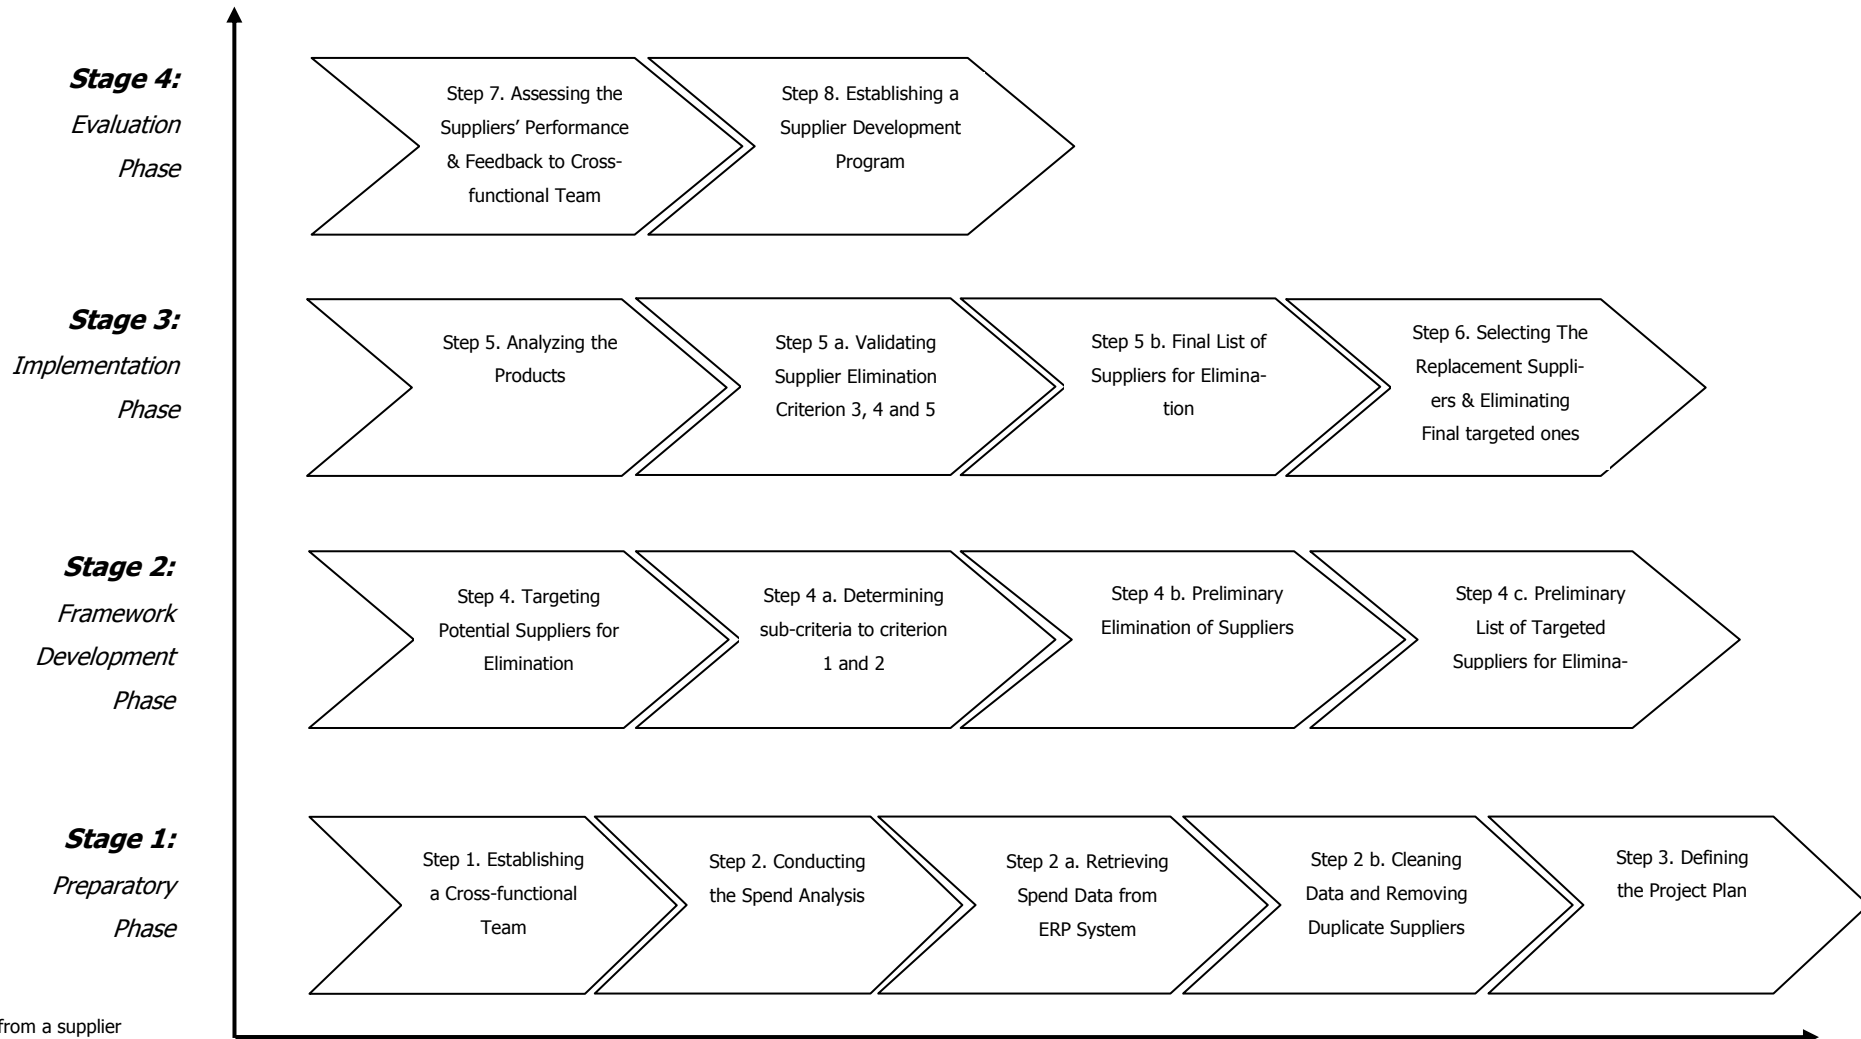 Stage 4:
Evaluation
Phase
Step 7. Assessing the
Suppliers’ Performance
& Feedback to Cross-
functional Team
Step 8. Establishing a
Supplier Development
Program
Stage 3:
Implementation
Phase
Step 5. Analyzing the
Products
Step 5 a. Validating
Supplier Elimination
Criterion 3, 4 and 5
Step 5 b. Final List of
Suppliers for Elimina-
tion
Step 6. Selecting The
Replacement Suppli-
ers & Eliminating
Final targeted ones
Stage 2:
Framework
Development
Phase
Step 4. Targeting
Potential Suppliers for
Elimination
Step 4 a. Determining
sub-criteria to criterion
1 and 2
Step 4 b. Preliminary
Elimination of Suppliers
Step 4 c. Preliminary
List of Targeted
Suppliers for Elimina-
Stage 1:
Preparatory
Phase
Step 1. Establishing
a Cross-functional
Team
Step 2. Conducting
the Spend Analysis
Step 2 a. Retrieving
Spend Data from
ERP System
Step 2 b. Cleaning
Data and Removing
Duplicate Suppliers
Step 3. Defining
the Project Plan
from a supplier